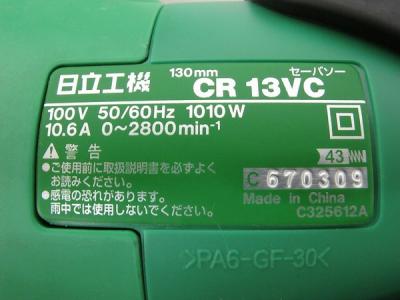 日立工機 130mm CR 13VC セーバソー
100V 50/60Hz 1010W
10.6A 0~2800min-1
⚠警告
●ご使用前に取扱説明書を必ずよく
お読みください。
●感電の恐れがあります。
雨中では使用しないでください。
43
C 670309
Made in China
C325612A
>PA6-GF-30<